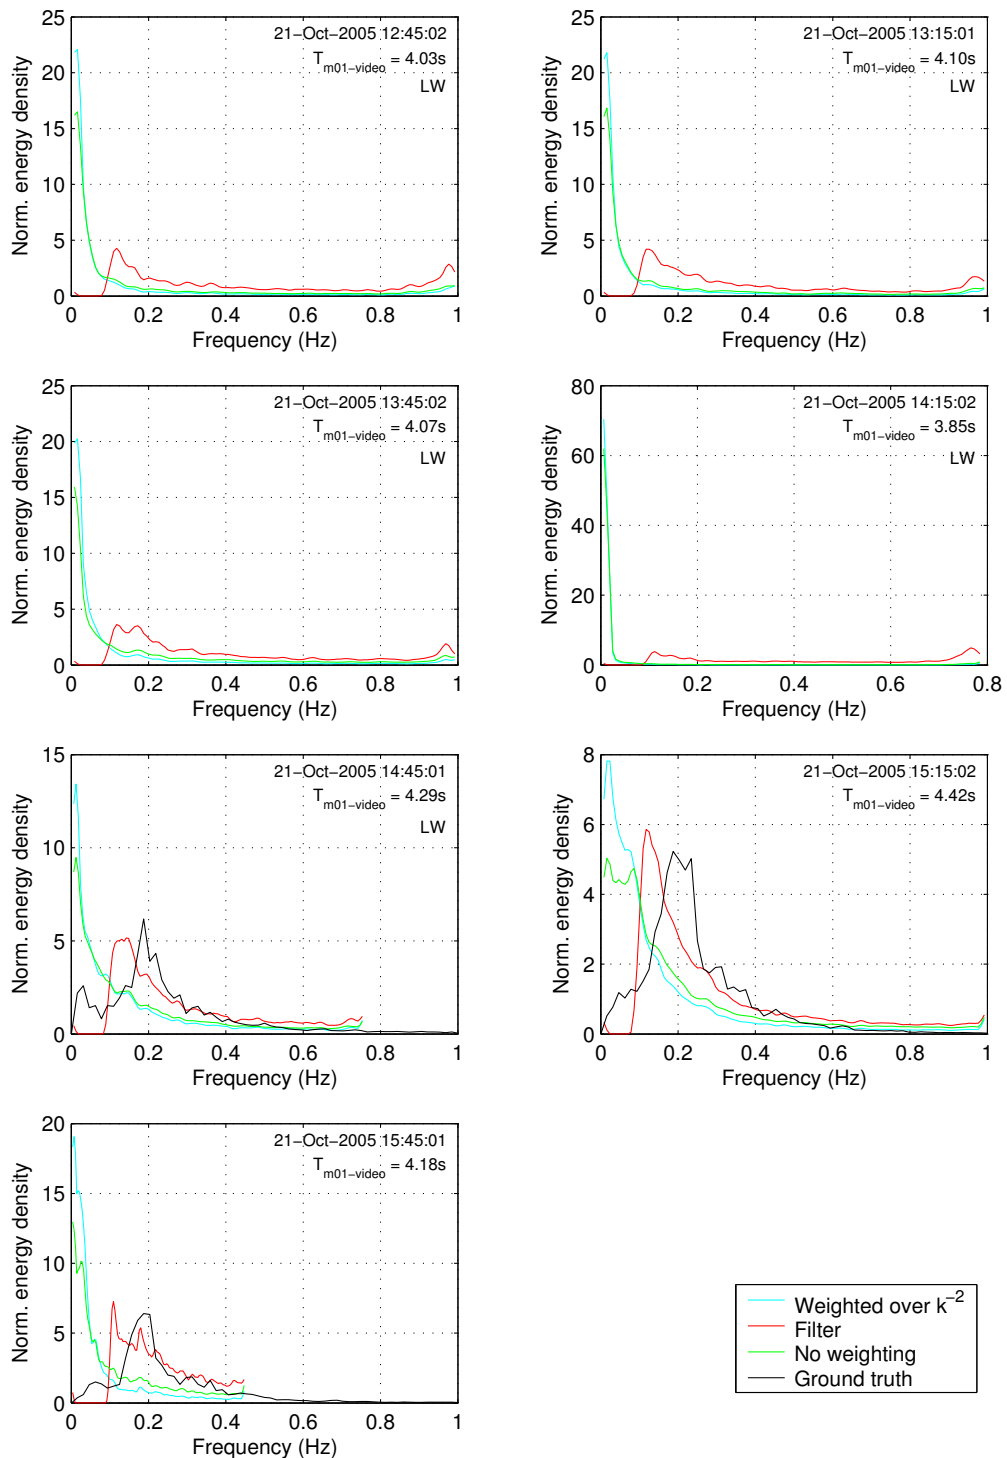 25
20
15
10
5
0
Norm. energy density
21−Oct−2005 12:45:02
Tm01−video = 4.03s
LW
0 0.2 0.4 0.6 0.8 1
Frequency (Hz)
25
20
15
10
5
0
Norm. energy density
21−Oct−2005 13:15:01
Tm01−video = 4.10s
LW
0 0.2 0.4 0.6 0.8 1
Frequency (Hz)
25
20
15
10
5
0
Norm. energy density
21−Oct−2005 13:45:02
Tm01−video = 4.07s
LW
0 0.2 0.4 0.6 0.8 1
Frequency (Hz)
80
60
40
20
0
Norm. energy density
21−Oct−2005 14:15:02
Tm01−video = 3.85s
LW
0 0.2 0.4 0.6 0.8
Frequency (Hz)
15
10
5
0
Norm. energy density
21−Oct−2005 14:45:01
Tm01−video = 4.29s
LW
0 0.2 0.4 0.6 0.8 1
Frequency (Hz)
8
6
4
2
0
Norm. energy density
21−Oct−2005 15:15:02
Tm01−video = 4.42s
0 0.2 0.4 0.6 0.8 1
Frequency (Hz)
20
15
10
5
0
Norm. energy density
21−Oct−2005 15:45:01
Tm01−video = 4.18s
0 0.2 0.4 0.6 0.8 1
Frequency (Hz)
Weighted over k−2
Filter
No weighting
Ground truth